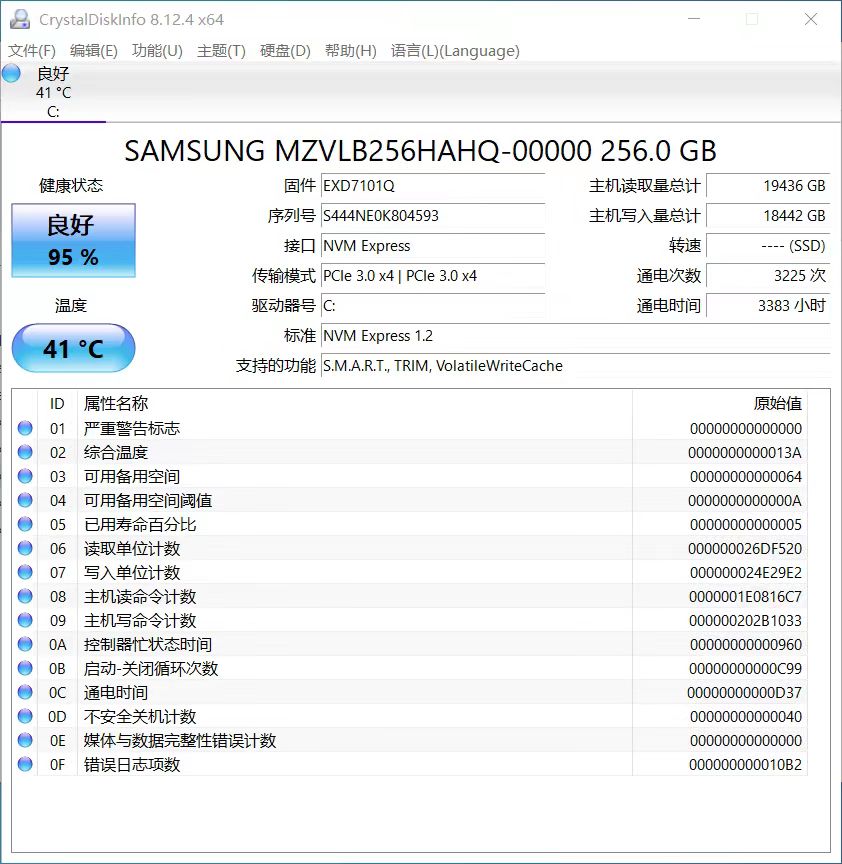 CrystalDiskInfo 8.12.4 x64
文件(F) 编辑(E) 功能(U) 主题(T) 硬盘(D) 帮助(H) 语言(L)(Language)
良好
41 °C
C:
SAMSUNG MZVLB256HAHQ-00000 256.0 GB
健康状态
良好
95 %
温度
41 °C
固件 EXD7101Q 主机读取量总计 19436 GB
序列号 S444NE0K804593 主机写入量总计 18442 GB
接口 NVM Express 转速 ---- (SSD)
传输模式 PCIe 3.0 x4 | PCIe 3.0 x4 通电次数 3225 次
驱动器号 C: 通电时间 3383 小时
标准 NVM Express 1.2
支持的功能 S.M.A.R.T., TRIM, VolatileWriteCache
ID 属性名称 原始值
01 严重警告标志 00000000000000
02 综合温度 0000000000013A
03 可用备用空间 00000000000064
04 可用备用空间阈值 0000000000000A
05 已用寿命百分比 00000000000005
06 读取单位计数 000000026DF520
07 写入单位计数 000000024E29E2
08 主机读命令计数 0000001E0816C7
09 主机写命令计数 000000202B1033
0A 控制器忙状态时间 00000000000960
0B 启动-关闭循环次数 00000000000C99
0C 通电时间 00000000000D37
0D 不安全关机计数 00000000000040
0E 媒体与数据完整性错误计数 00000000000000
0F 错误日志项数 000000000010B2